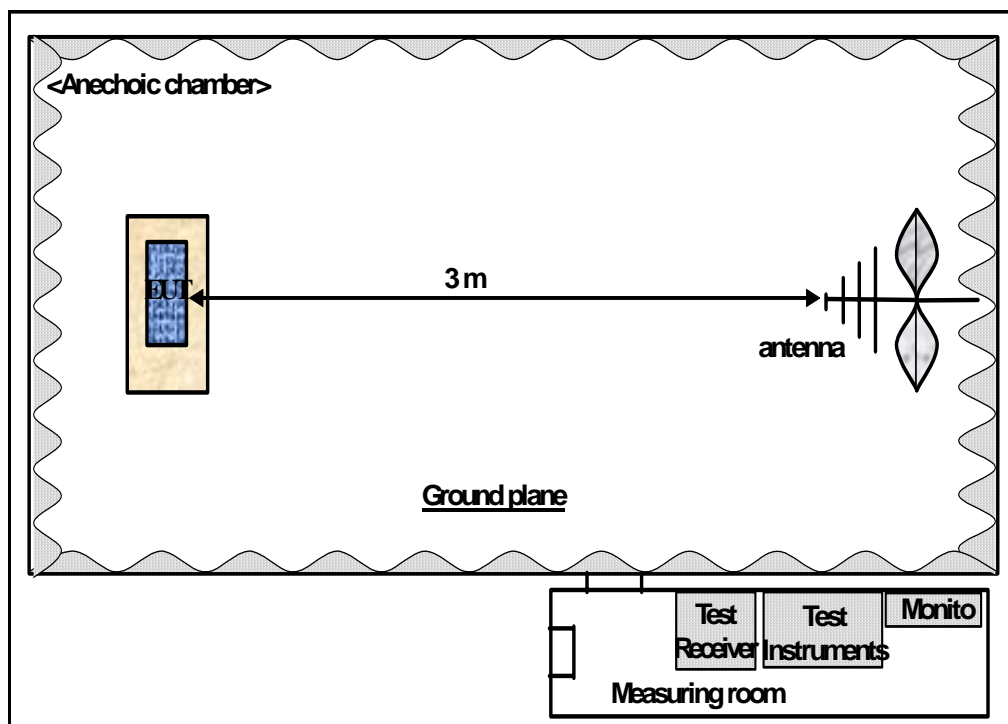 <Anechoic chamber>
EUT
3 m
antenna
Ground plane
Test
Receiver
Test
Instruments
Monito
Measuring room